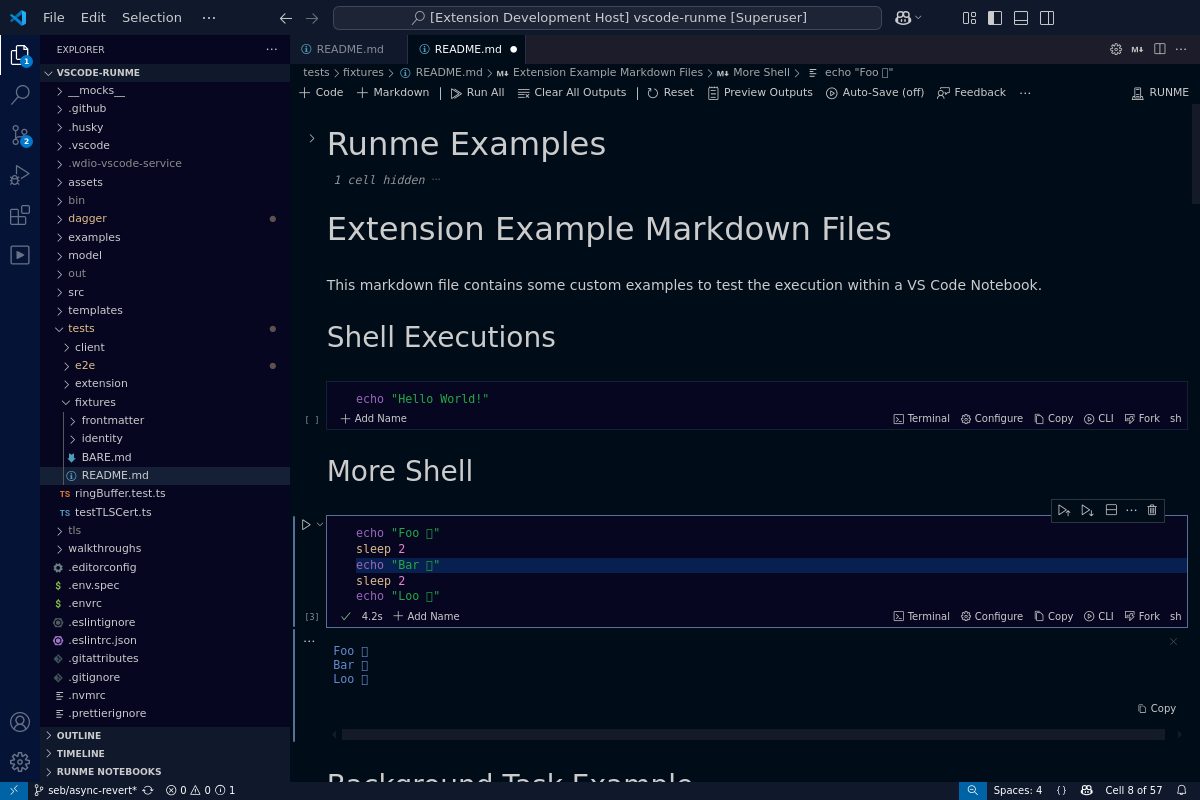 File Edit Selection ··· [Extension Development Host] vscode-runme [Superuser]
EXPLORER
VSCODE-RUNME
__mocks__
.github
.husky
.vscode
.wdio-vscode-service
assets
bin
dagger
examples
model
out
src
templates
tests
client
e2e
extension
fixtures
frontmatter
identity
BARE.md
README.md
TS ringBuffer.test.ts
TS testTLSCert.ts
tls
walkthroughs
.editorconfig
$ .env.spec
$ .envrc
.eslintignore
.eslintrc.json
.gitattributes
.gitignore
.nvmrc
.prettierignore
OUTLINE
TIMELINE
RUNME NOTEBOOKS
1
2
README.md README.md ●
tests > fixtures > README.md > Extension Example Markdown Files > More Shell > echo "Foo ▯"
+ Code + Markdown | Run All Clear All Outputs | Reset Preview Outputs Auto-Save (off) Feedback ··· RUNME
Runme Examples
1 cell hidden ···
Extension Example Markdown Files
This markdown file contains some custom examples to test the execution within a VS Code Notebook.
Shell Executions
echo "Hello World!"
[ ] + Add Name Terminal Configure Copy CLI Fork sh
More Shell
echo "Foo ▯"
sleep 2
echo "Bar ▯"
sleep 2
echo "Loo ▯"
[3] ✓ 4.2s + Add Name Terminal Configure Copy CLI Fork sh
Foo ▯
Bar ▯
Loo ▯
Copy
Background Task Example
seb/async-revert* 0 0 1 Spaces: 4 {} Cell 8 of 57